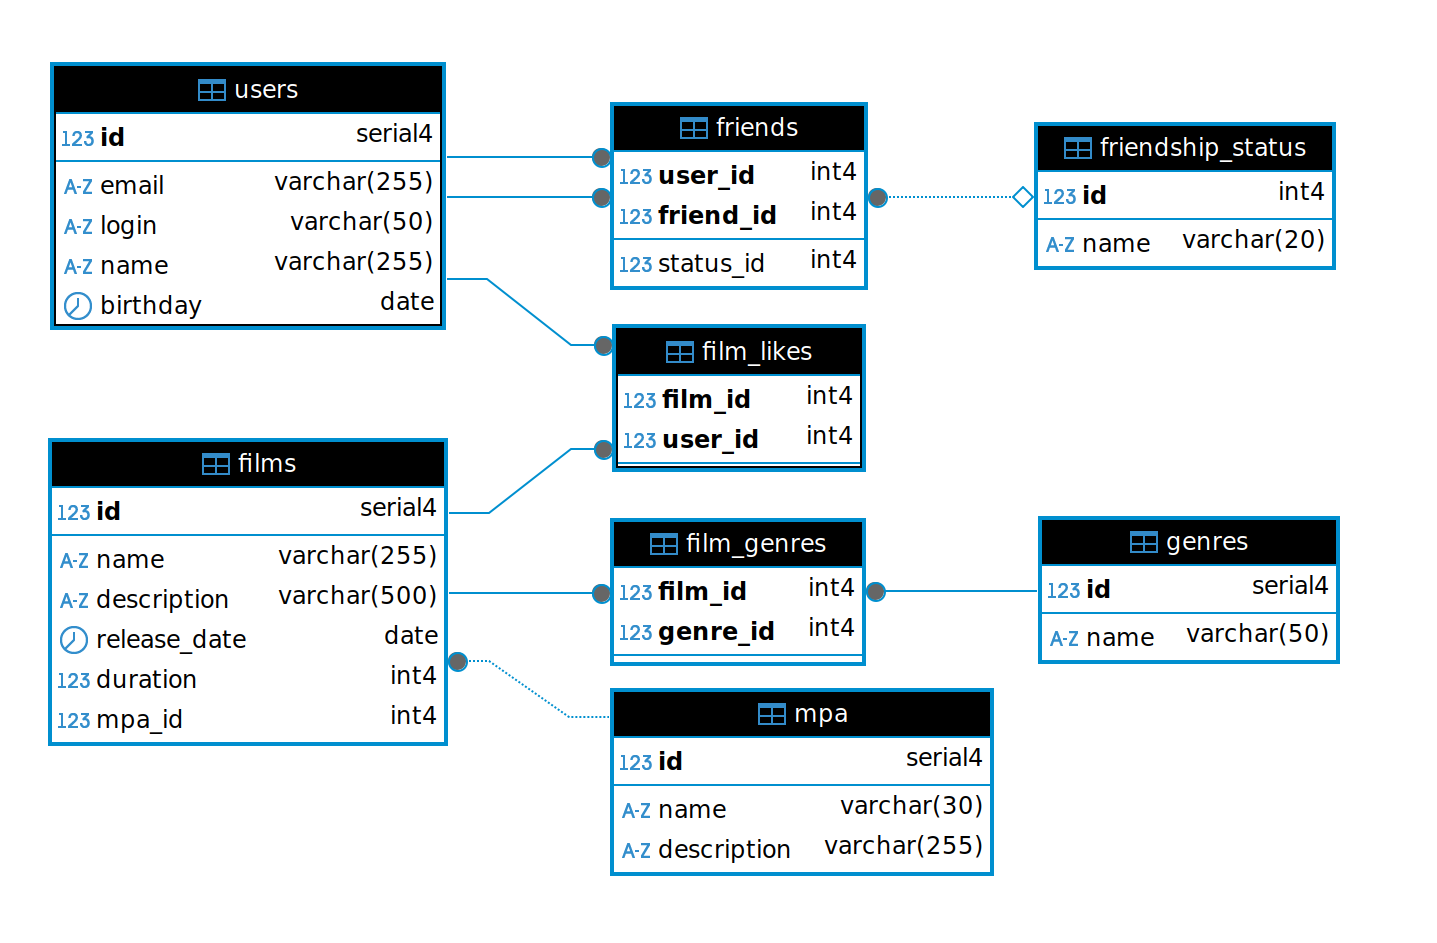 users
123 id serial4
A-Z email varchar(255)
A-Z login varchar(50)
A-Z name varchar(255)
birthday date
friends
123 user_id int4
123 friend_id int4
123 status_id int4
friendship_status
123 id int4
A-Z name varchar(20)
film_likes
123 film_id int4
123 user_id int4
films
123 id serial4
A-Z name varchar(255)
A-Z description varchar(500)
release_date date
123 duration int4
123 mpa_id int4
film_genres
123 film_id int4
123 genre_id int4
genres
123 id serial4
A-Z name varchar(50)
mpa
123 id serial4
A-Z name varchar(30)
A-Z description varchar(255)